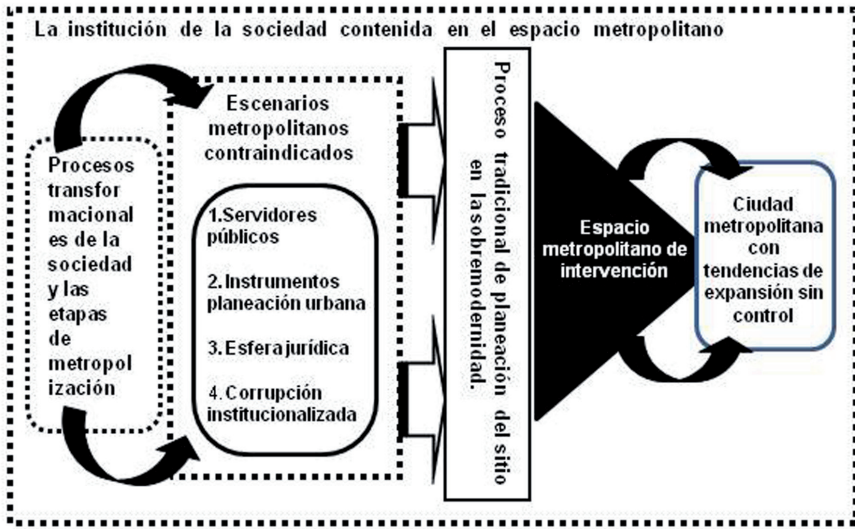 La institución de la sociedad contenida en el espacio metropolitano
Procesos
transfor
macional
es de la
sociedad
y las
etapas
de
metropol
ización
Escenarios
metropolitanos
contraindicados
1.Servidores
públicos
2.Instrumentos
planeación urbana
3.Esfera jurídica
4.Corrupción
institucionalizada
Proceso tradicional de planeación del sitio
en la sobremodernidad.
Espacio
metropolitano de
intervención
Ciudad
metropolitana
con
tendencias de
expansión sin
control